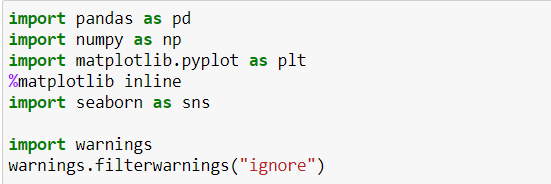 import pandas as pd
import numpy as np
import matplotlib.pyplot as plt
%matplotlib inline
import seaborn as sns
import warnings
warnings.filterwarnings("ignore")